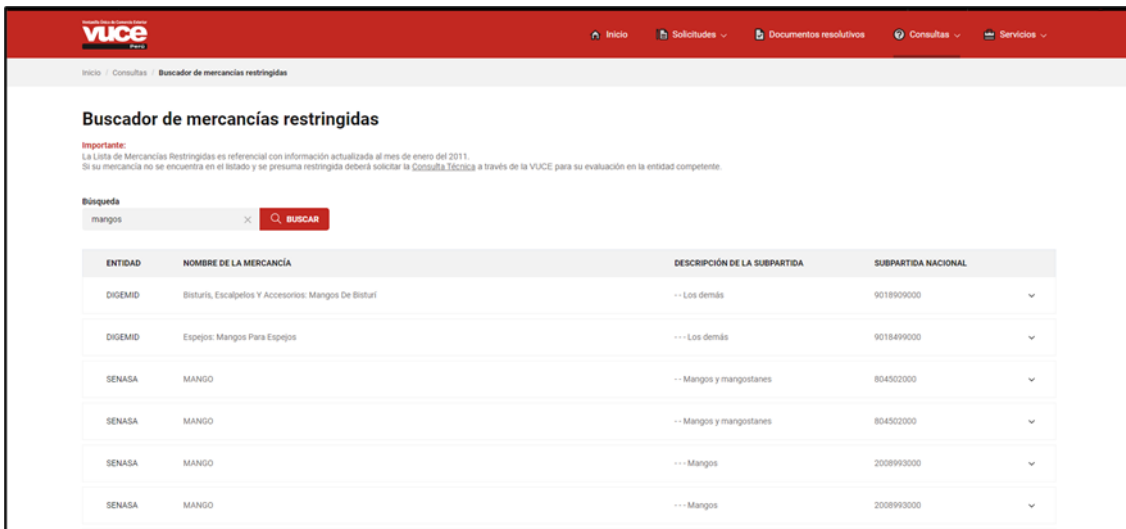 Ventanilla Única de Comercio Exterior
vuce
Perú
Inicio
Solicitudes
Documentos resolutivos
Consultas
Servicios
Inicio / Consultas / Buscador de mercancías restringidas
Buscador de mercancías restringidas
Importante:
La Lista de Mercancías Restringidas es referencial con información actualizada al mes de enero del 2011.
Si su mercancía no se encuentra en el listado y se presuma restringida deberá solicitar la Consulta Técnica a través de la VUCE para su evaluación en la entidad competente.
Búsqueda
mangos × BUSCAR
ENTIDAD NOMBRE DE LA MERCANCÍA DESCRIPCIÓN DE LA SUBPARTIDA SUBPARTIDA NACIONAL
DIGEMID Bisturís, Escalpelos Y Accesorios: Mangos De Bisturí - - Los demás 9018909000
DIGEMID Espejos: Mangos Para Espejos - - - Los demás 9018499000
SENASA MANGO - - Mangos y mangostanes 804502000
SENASA MANGO - - Mangos y mangostanes 804502000
SENASA MANGO - - - Mangos 2008993000
SENASA MANGO - - - Mangos 2008993000